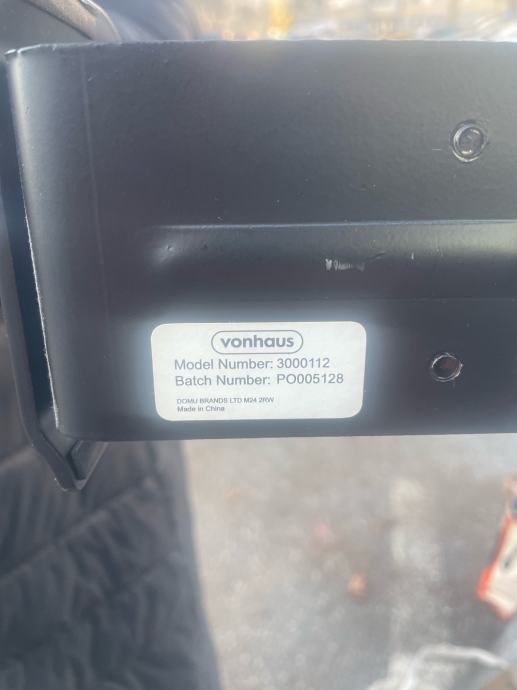 vonhaus
Model Number: 3000112
Batch Number: PO005128
DOMU BRANDS LTD M24 2RW
Made in China